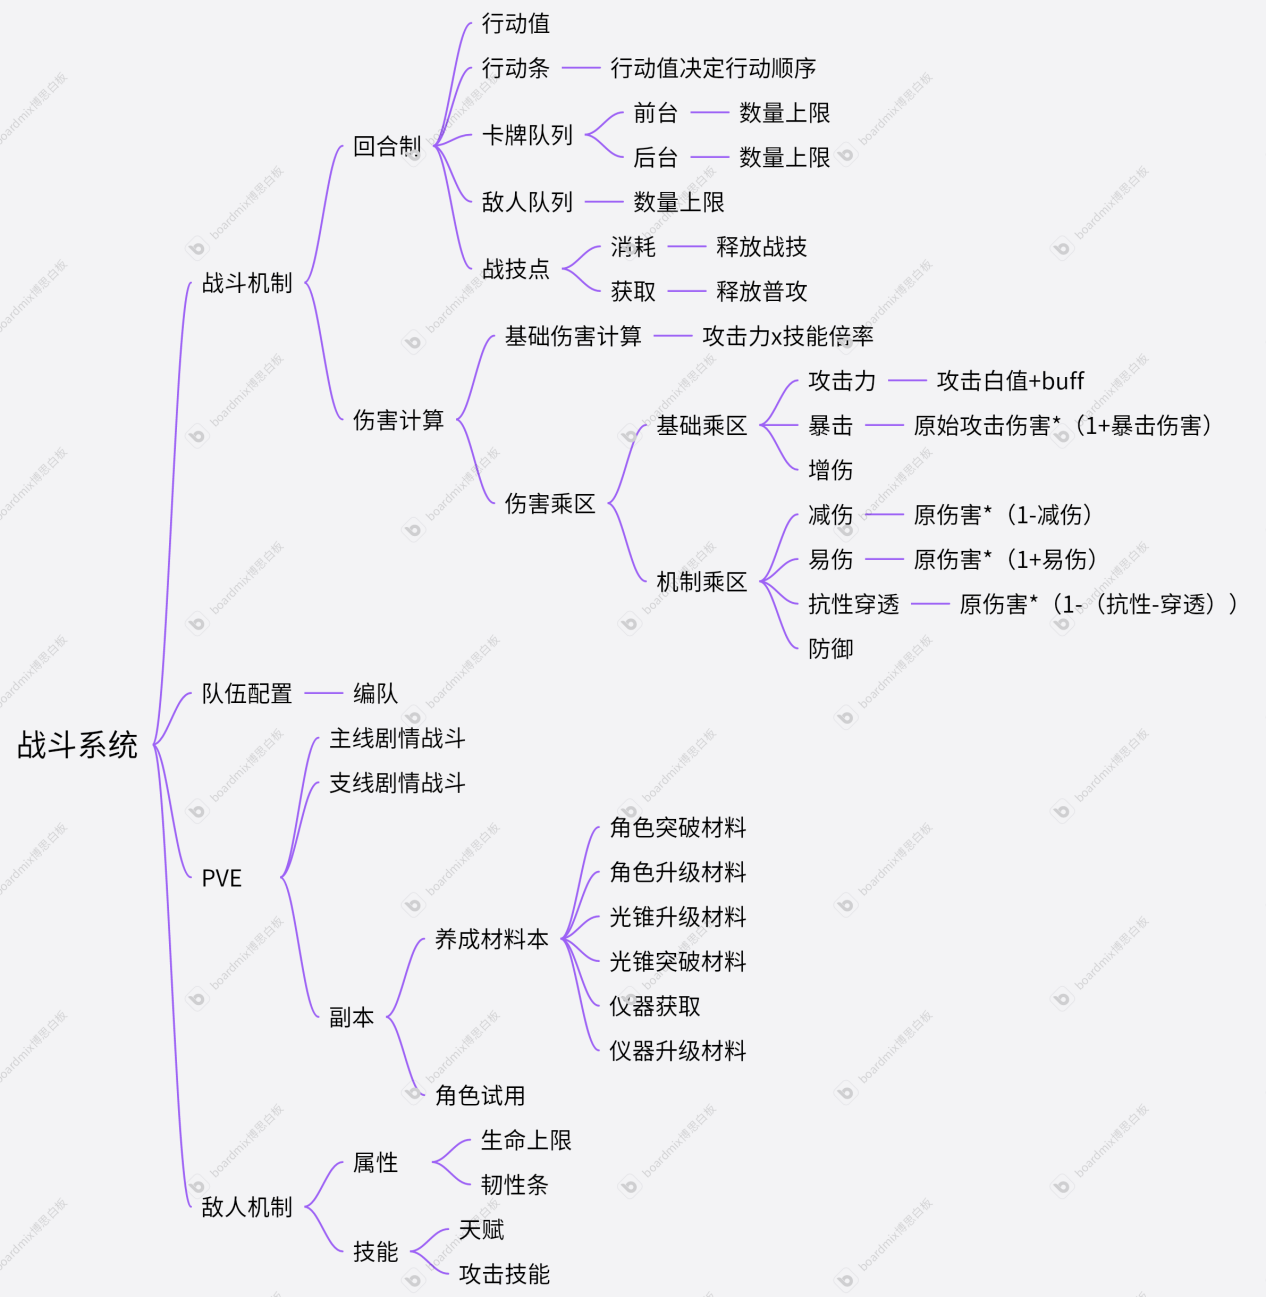 行动值
行动条 行动值决定行动顺序
前台 数量上限
卡牌队列
回合制
后台 数量上限
敌人队列 数量上限
消耗 释放战技
战技点
战斗机制
获取 释放普攻
基础伤害计算 攻击力x技能倍率
攻击力 攻击白值+buff
伤害计算
基础乘区
暴击 原始攻击伤害*（1+暴击伤害）
增伤
伤害乘区
减伤 原伤害*（1-减伤）
易伤 原伤害*（1+易伤）
机制乘区
抗性穿透 原伤害*（1-（抗性-穿透））
防御
队伍配置 编队
战斗系统
主线剧情战斗
支线剧情战斗
角色突破材料
PVE
角色升级材料
光锥升级材料
养成材料本
光锥突破材料
仪器获取
副本
仪器升级材料
角色试用
生命上限
属性
韧性条
敌人机制
天赋
技能
攻击技能
boardmix博思白板